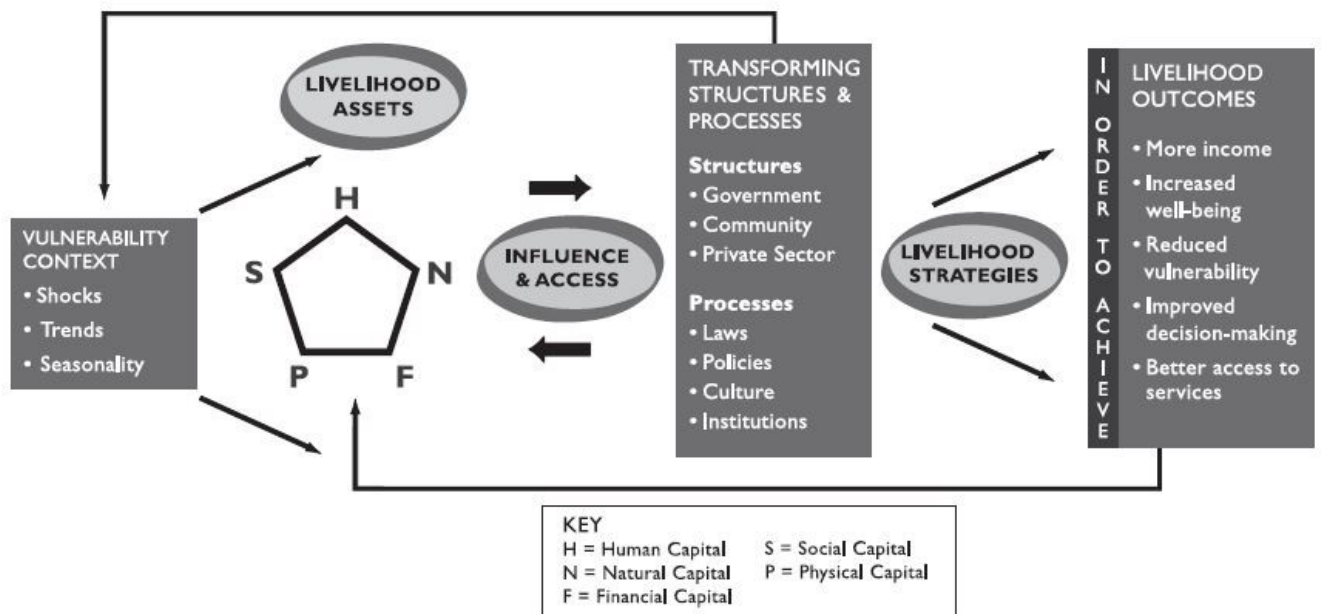 LIVELIHOOD
ASSETS
VULNERABILITY
CONTEXT
• Shocks
• Trends
• Seasonality
H
S
N
P
F
INFLUENCE
& ACCESS
TRANSFORMING
STRUCTURES &
PROCESSES
Structures
• Government
• Community
• Private Sector
Processes
• Laws
• Policies
• Culture
• Institutions
LIVELIHOOD
STRATEGIES
IN ORDER TO ACHIEVE
LIVELIHOOD
OUTCOMES
• More income
• Increased
well-being
• Reduced
vulnerability
• Improved
decision-making
• Better access to
services
KEY
H = Human Capital
S = Social Capital
N = Natural Capital
P = Physical Capital
F = Financial Capital